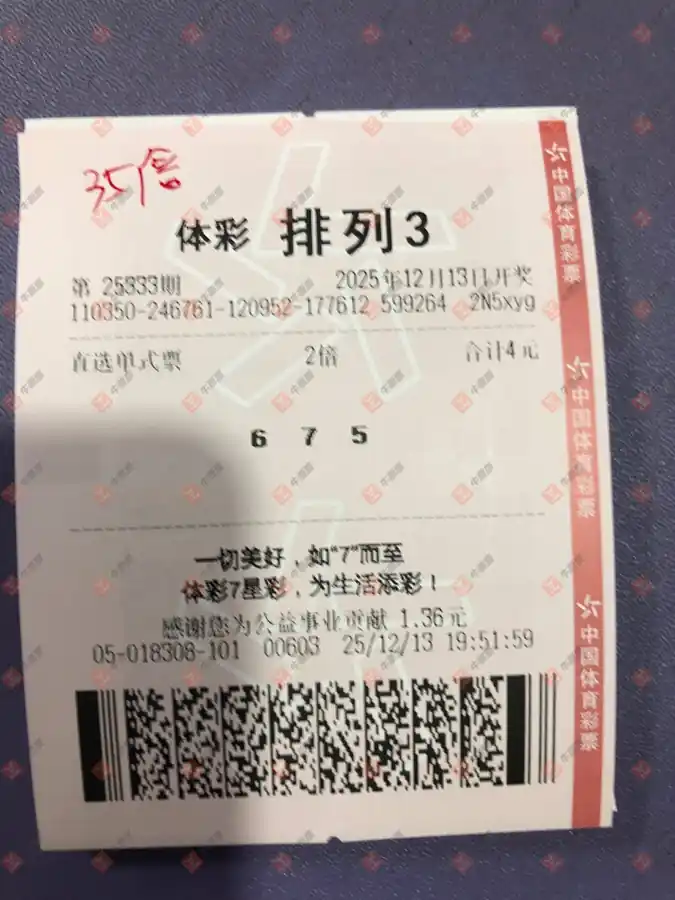 35倍
体彩 排列3
第 25333期 2025年12月13日开奖
110350-246761-120952-177612 599264 2N5xyg
直选单式票 2倍 合计4元
6 7 5
一切美好，如“7”而至
体彩7星彩，为生活添彩！
感谢您为公益事业贡献 1.36元
05-018308-101 00603 25/12/13 19:51:59
中国体育彩票
中国体育彩票
中国体育彩票